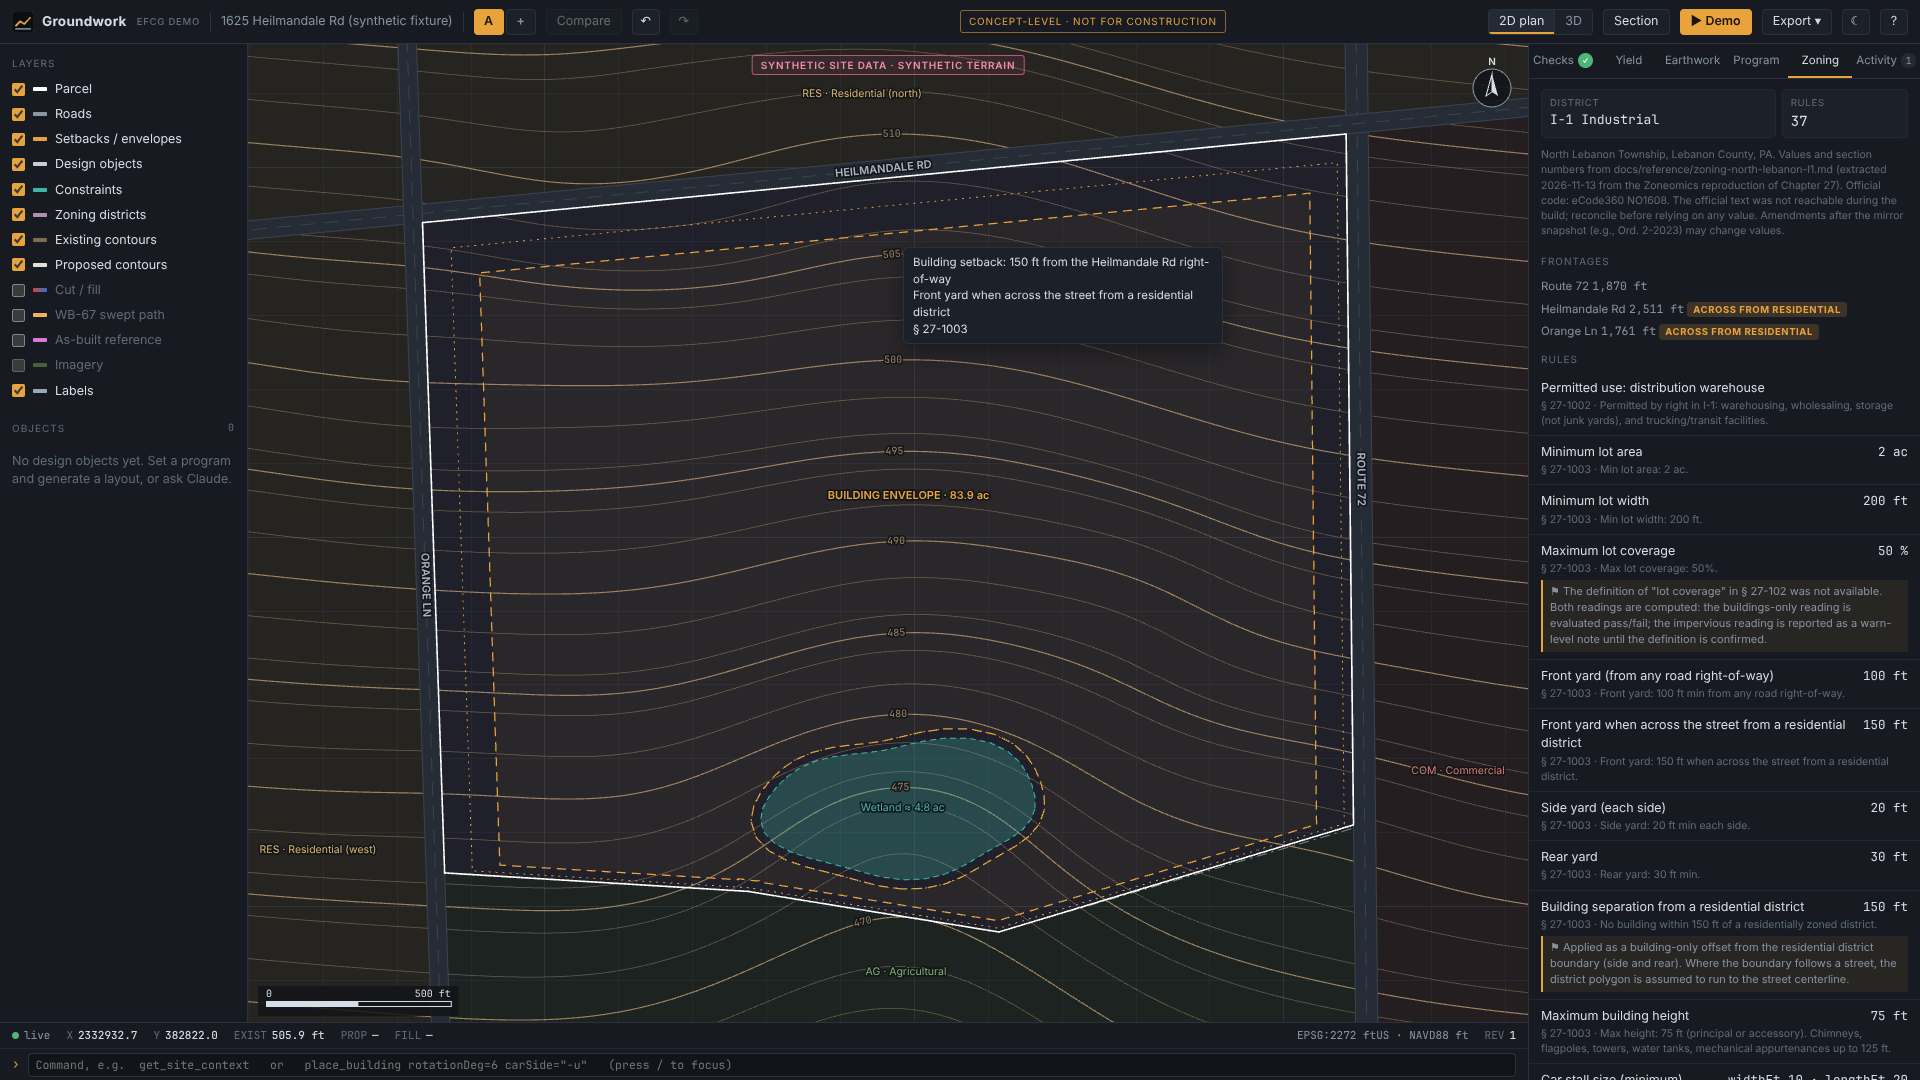 Groundwork EFCG DEMO 1625 Heilmandale Rd (synthetic fixture) A + Compare ↶ ↷
CONCEPT-LEVEL · NOT FOR CONSTRUCTION
2D plan 3D Section ▶ Demo Export ▾ ☾ ?
LAYERS
Parcel
Roads
Setbacks / envelopes
Design objects
Constraints
Zoning districts
Existing contours
Proposed contours
Cut / fill
WB-67 swept path
As-built reference
Imagery
Labels
OBJECTS 0
No design objects yet. Set a program
and generate a layout, or ask Claude.
SYNTHETIC SITE DATA · SYNTHETIC TERRAIN
RES · Residential (north)
N
510
HEILMANDALE RD
505
Building setback: 150 ft from the Heilmandale Rd right-
of-way
Front yard when across the street from a residential
district
§ 27-1003
500
495
ROUTE 72
BUILDING ENVELOPE · 83.9 ac
490
ORANGE LN
485
480
COM · Commercial
475
Wetland ≈ 4.8 ac
RES · Residential (west)
470
AG · Agricultural
0 500 ft
Checks ✓ Yield Earthwork Program Zoning Activity 1
DISTRICT
I-1 Industrial
RULES
37
North Lebanon Township, Lebanon County, PA. Values and section
numbers from docs/reference/zoning-north-lebanon-I1.md (extracted
2026-11-13 from the Zoneomics reproduction of Chapter 27). Official
code: eCode360 NO1608. The official text was not reachable during the
build; reconcile before relying on any value. Amendments after the mirror
snapshot (e.g., Ord. 2-2023) may change values.
FRONTAGES
Route 72 1,870 ft
Heilmandale Rd 2,511 ft ACROSS FROM RESIDENTIAL
Orange Ln 1,761 ft ACROSS FROM RESIDENTIAL
RULES
Permitted use: distribution warehouse
§ 27-1002 · Permitted by right in I-1: warehousing, wholesaling, storage
(not junk yards), and trucking/transit facilities.
Minimum lot area 2 ac
§ 27-1003 · Min lot area: 2 ac.
Minimum lot width 200 ft
§ 27-1003 · Min lot width: 200 ft.
Maximum lot coverage 50 %
§ 27-1003 · Max lot coverage: 50%.
⚑ The definition of "lot coverage" in § 27-102 was not available.
Both readings are computed: the buildings-only reading is
evaluated pass/fail; the impervious reading is reported as a warn-
level note until the definition is confirmed.
Front yard (from any road right-of-way) 100 ft
§ 27-1003 · Front yard: 100 ft min from any road right-of-way.
Front yard when across the street from a residential 150 ft
district
§ 27-1003 · Front yard: 150 ft when across the street from a residential
district.
Side yard (each side) 20 ft
§ 27-1003 · Side yard: 20 ft min each side.
Rear yard 30 ft
§ 27-1003 · Rear yard: 30 ft min.
Building separation from a residential district 150 ft
§ 27-1003 · No building within 150 ft of a residentially zoned district.
⚑ Applied as a building-only offset from the residential district
boundary (side and rear). Where the boundary follows a street, the
district polygon is assumed to run to the street centerline.
Maximum building height 75 ft
§ 27-1003 · Max height: 75 ft (principal or accessory). Chimneys,
flagpoles, towers, water tanks, mechanical appurtenances up to 125 ft.
Car stall size (minimum) widthFt 10 · lengthFt 20
live X 2332932.7 Y 382822.0 EXIST 505.9 ft PROP — FILL —
EPSG:2272 ftUS · NAVD88 ft REV 1
› Command, e.g. get_site_context or place_building rotationDeg=6 carSide="-u" (press / to focus)